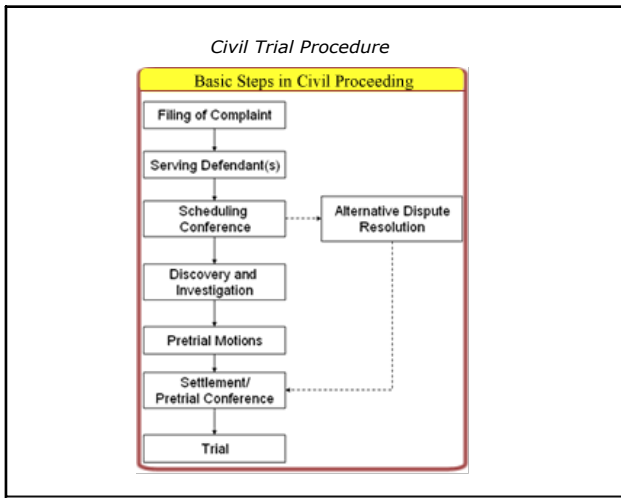 Civil Trial Procedure
Basic Steps in Civil Proceeding
Filing of Complaint
Serving Defendant(s)
Scheduling
Conference
Alternative Dispute
Resolution
Discovery and
Investigation
Pretrial Motions
Settlement/
Pretrial Conference
Trial